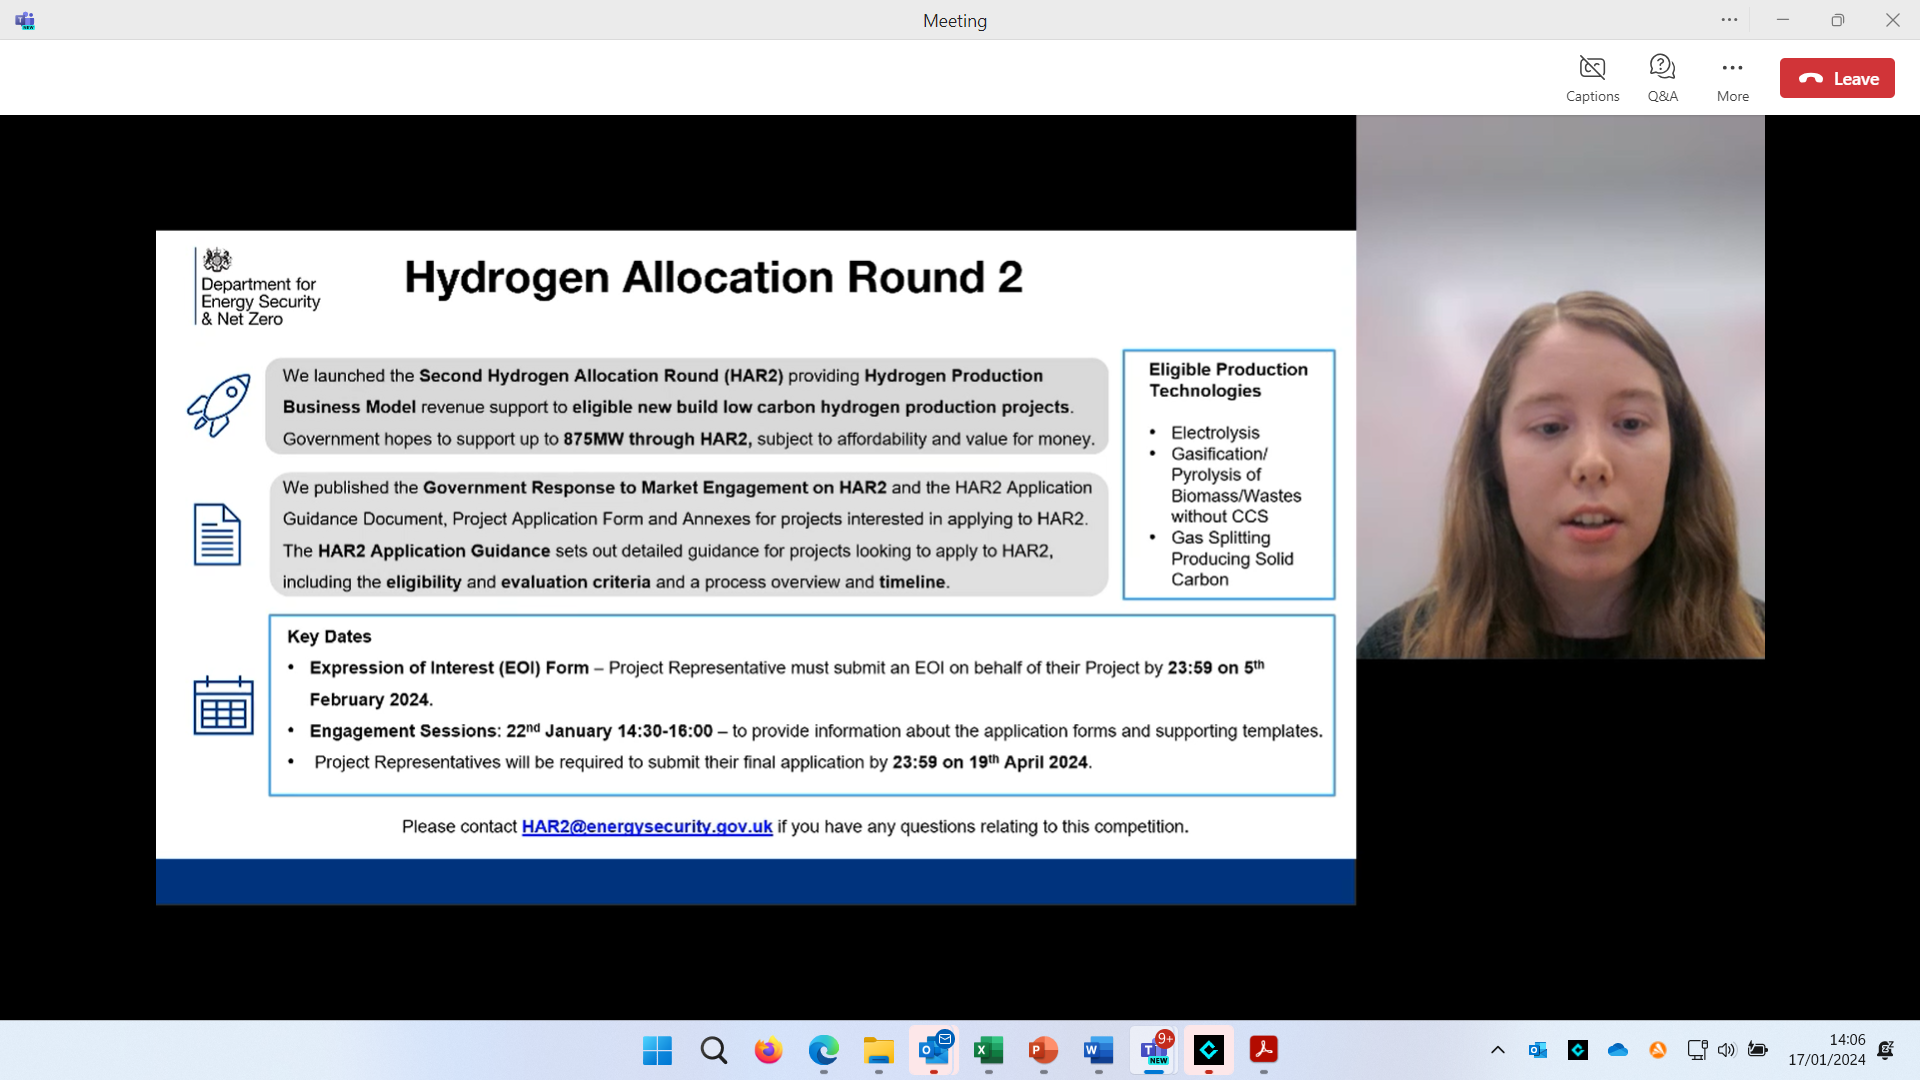 Meeting
Captions
Q&A
More
Leave
Department for
Energy Security
& Net Zero
Hydrogen Allocation Round 2
We launched the Second Hydrogen Allocation Round (HAR2) providing Hydrogen Production
Business Model revenue support to eligible new build low carbon hydrogen production projects.
Government hopes to support up to 875MW through HAR2, subject to affordability and value for money.
We published the Government Response to Market Engagement on HAR2 and the HAR2 Application
Guidance Document, Project Application Form and Annexes for projects interested in applying to HAR2.
The HAR2 Application Guidance sets out detailed guidance for projects looking to apply to HAR2,
including the eligibility and evaluation criteria and a process overview and timeline.
Eligible Production
Technologies
• Electrolysis
• Gasification/
Pyrolysis of
Biomass/Wastes
without CCS
• Gas Splitting
Producing Solid
Carbon
Key Dates
• Expression of Interest (EOI) Form – Project Representative must submit an EOI on behalf of their Project by 23:59 on 5th
February 2024.
• Engagement Sessions: 22nd January 14:30-16:00 – to provide information about the application forms and supporting templates.
• Project Representatives will be required to submit their final application by 23:59 on 19th April 2024.
Please contact HAR2@energysecurity.gov.uk if you have any questions relating to this competition.
9+
NEW
14:06
17/01/2024